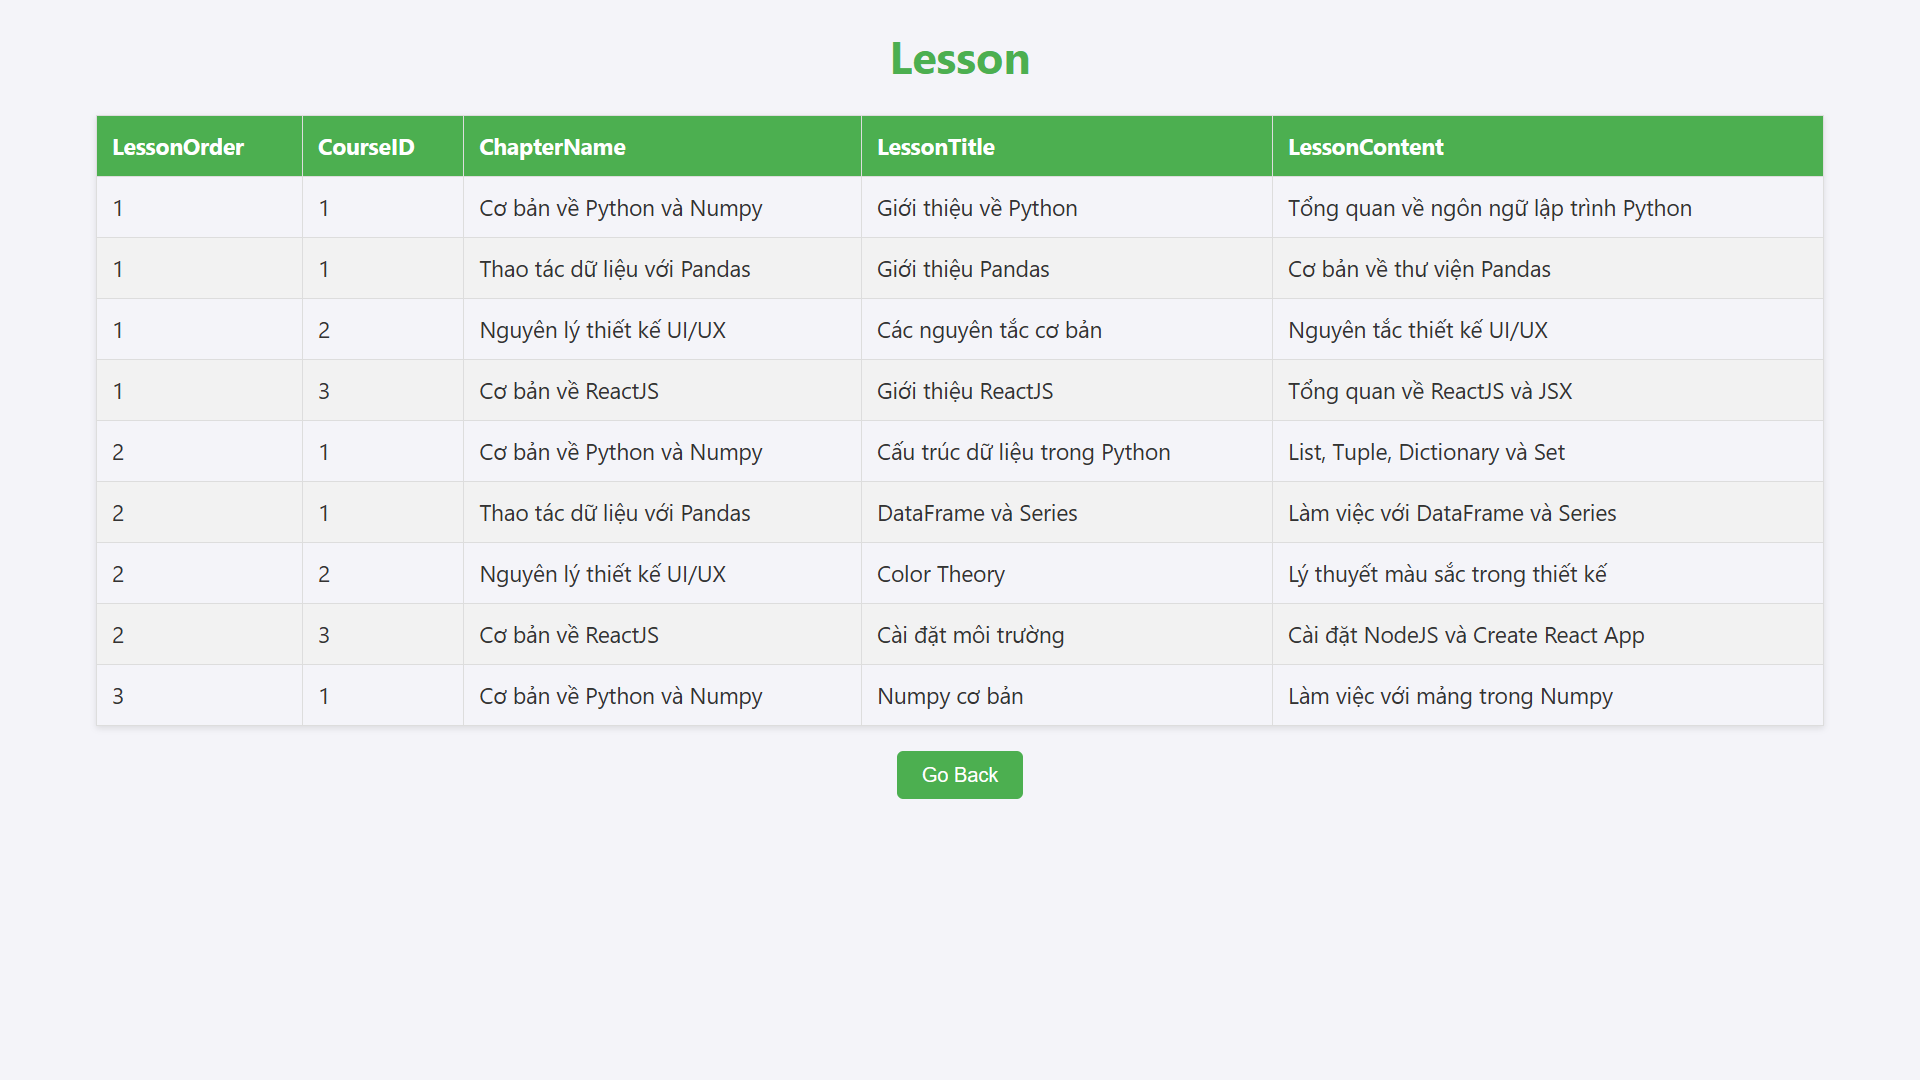 Lesson
LessonOrder CourseID ChapterName LessonTitle LessonContent
1 1 Cơ bản về Python và Numpy Giới thiệu về Python Tổng quan về ngôn ngữ lập trình Python
1 1 Thao tác dữ liệu với Pandas Giới thiệu Pandas Cơ bản về thư viện Pandas
1 2 Nguyên lý thiết kế UI/UX Các nguyên tắc cơ bản Nguyên tắc thiết kế UI/UX
1 3 Cơ bản về ReactJS Giới thiệu ReactJS Tổng quan về ReactJS và JSX
2 1 Cơ bản về Python và Numpy Cấu trúc dữ liệu trong Python List, Tuple, Dictionary và Set
2 1 Thao tác dữ liệu với Pandas DataFrame và Series Làm việc với DataFrame và Series
2 2 Nguyên lý thiết kế UI/UX Color Theory Lý thuyết màu sắc trong thiết kế
2 3 Cơ bản về ReactJS Cài đặt môi trường Cài đặt NodeJS và Create React App
3 1 Cơ bản về Python và Numpy Numpy cơ bản Làm việc với mảng trong Numpy
Go Back